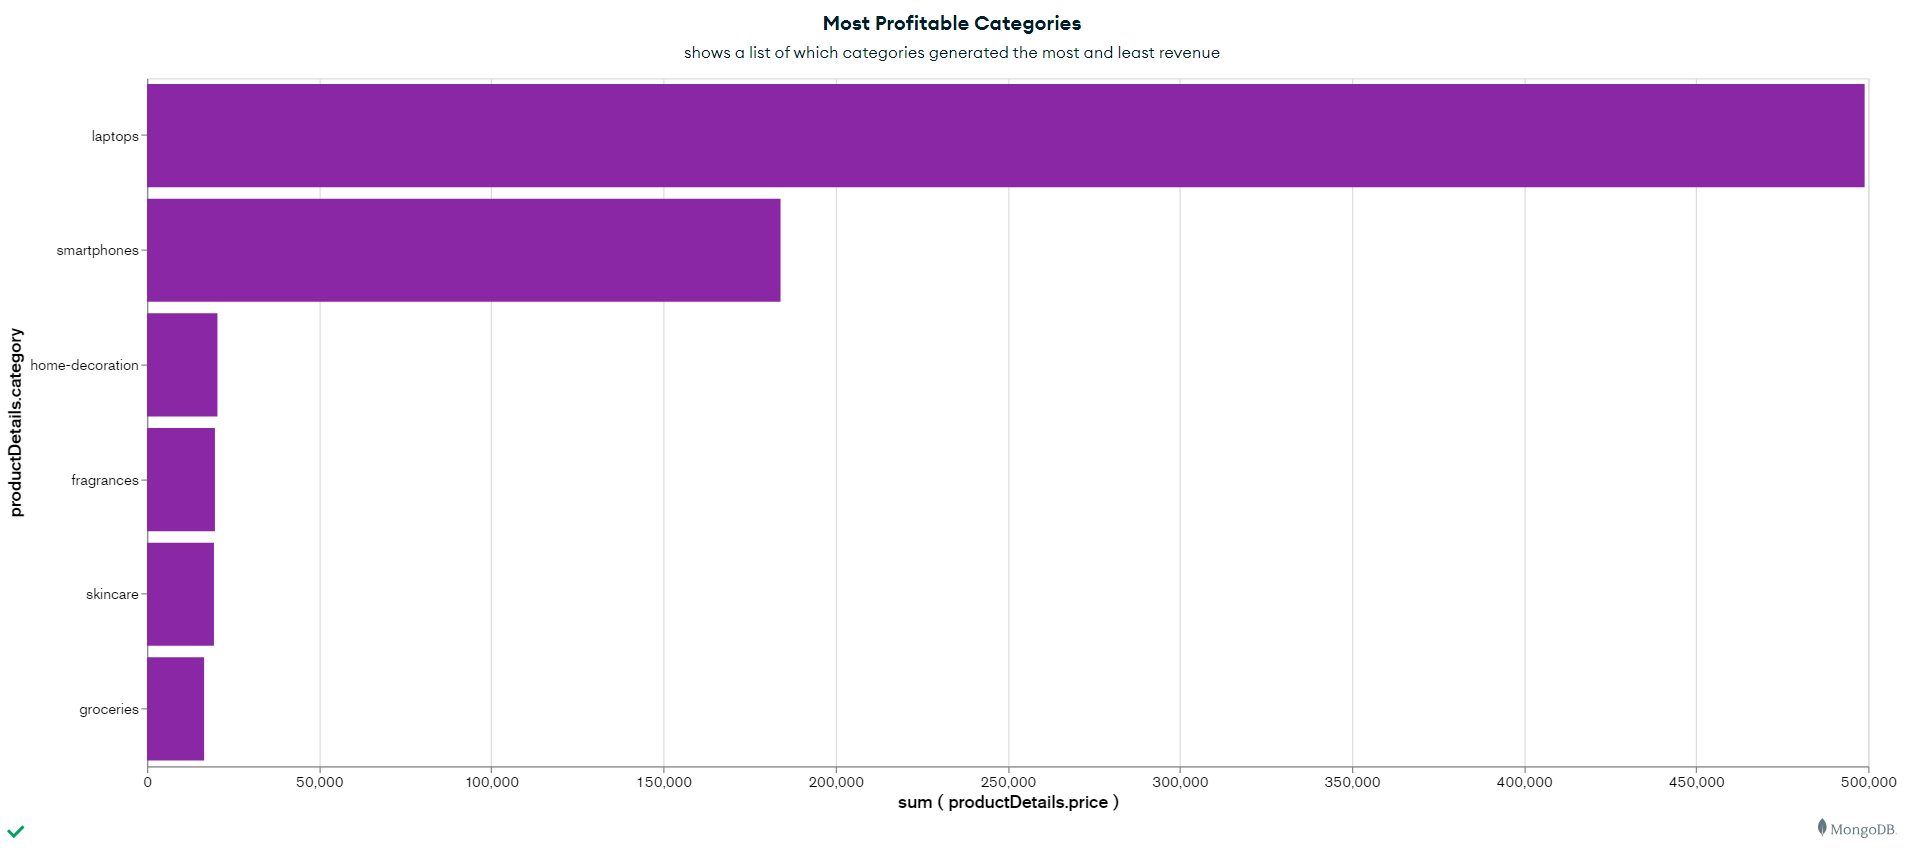 Most Profitable Categories
shows a list of which categories generated the most and least revenue
productDetails.category
laptops
smartphones
home-decoration
fragrances
skincare
groceries
0 50,000 100,000 150,000 200,000 250,000 300,000 350,000 400,000 450,000 500,000
sum ( productDetails.price )
MongoDB